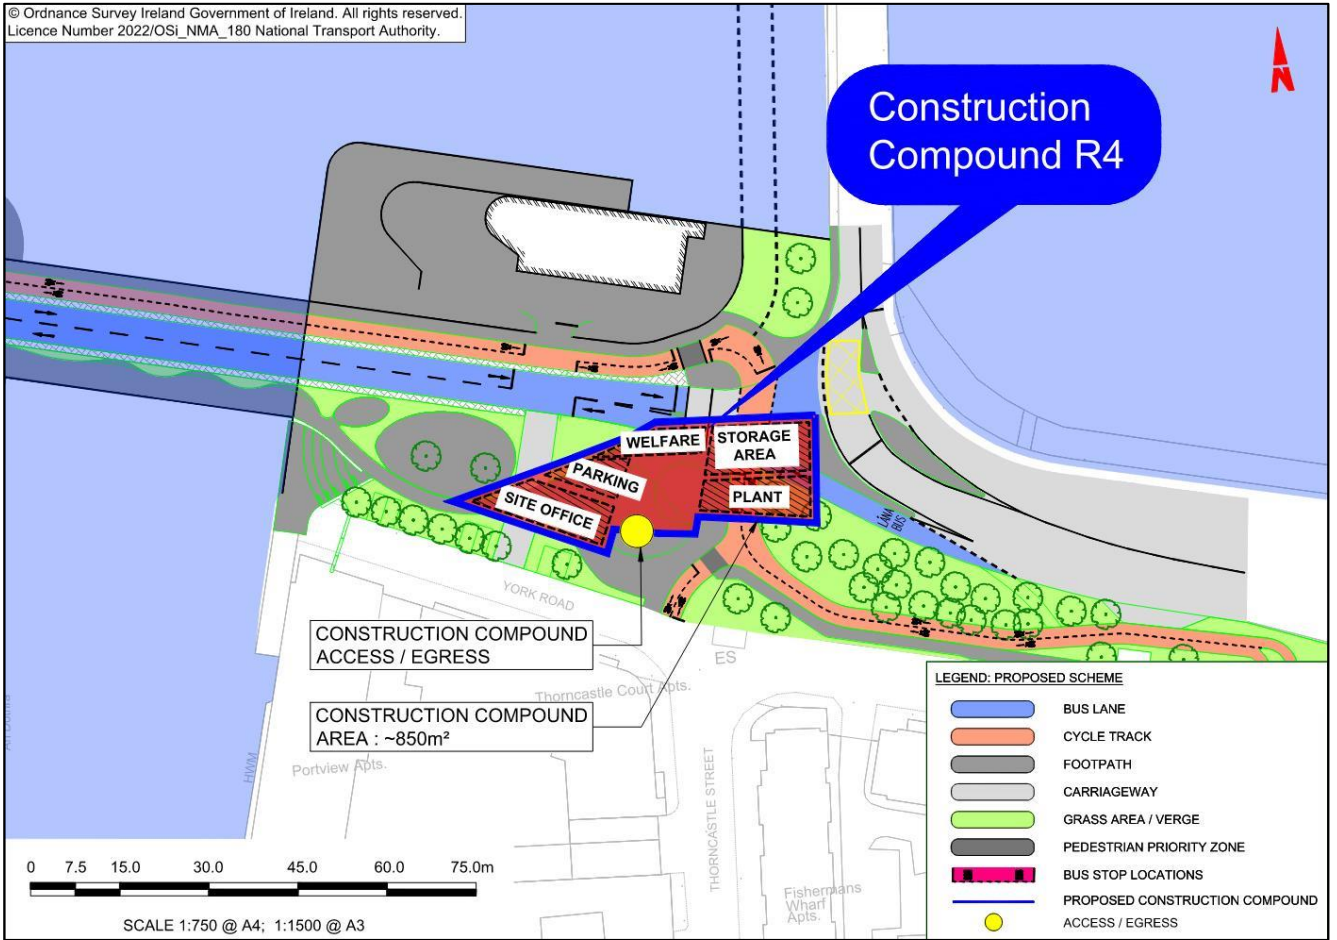 © Ordnance Survey Ireland Government of Ireland. All rights reserved.
Licence Number 2022/OSi_NMA_180 National Transport Authority.
N
Construction
Compound R4
WELFARE
STORAGE
AREA
PARKING
PLANT
SITE OFFICE
LÁNA
BUS
YORK ROAD
CONSTRUCTION COMPOUND
ACCESS / EGRESS
ES
Thorncastle Court Apts.
CONSTRUCTION COMPOUND
AREA : ~850m²
HWM
Portview Apts.
THORNCASTLE STREET
Fishermans
Wharf
Apts.
LEGEND: PROPOSED SCHEME
BUS LANE
CYCLE TRACK
FOOTPATH
CARRIAGEWAY
GRASS AREA / VERGE
PEDESTRIAN PRIORITY ZONE
BUS STOP LOCATIONS
PROPOSED CONSTRUCTION COMPOUND
ACCESS / EGRESS
0 7.5 15.0 30.0 45.0 60.0 75.0m
SCALE 1:750 @ A4; 1:1500 @ A3